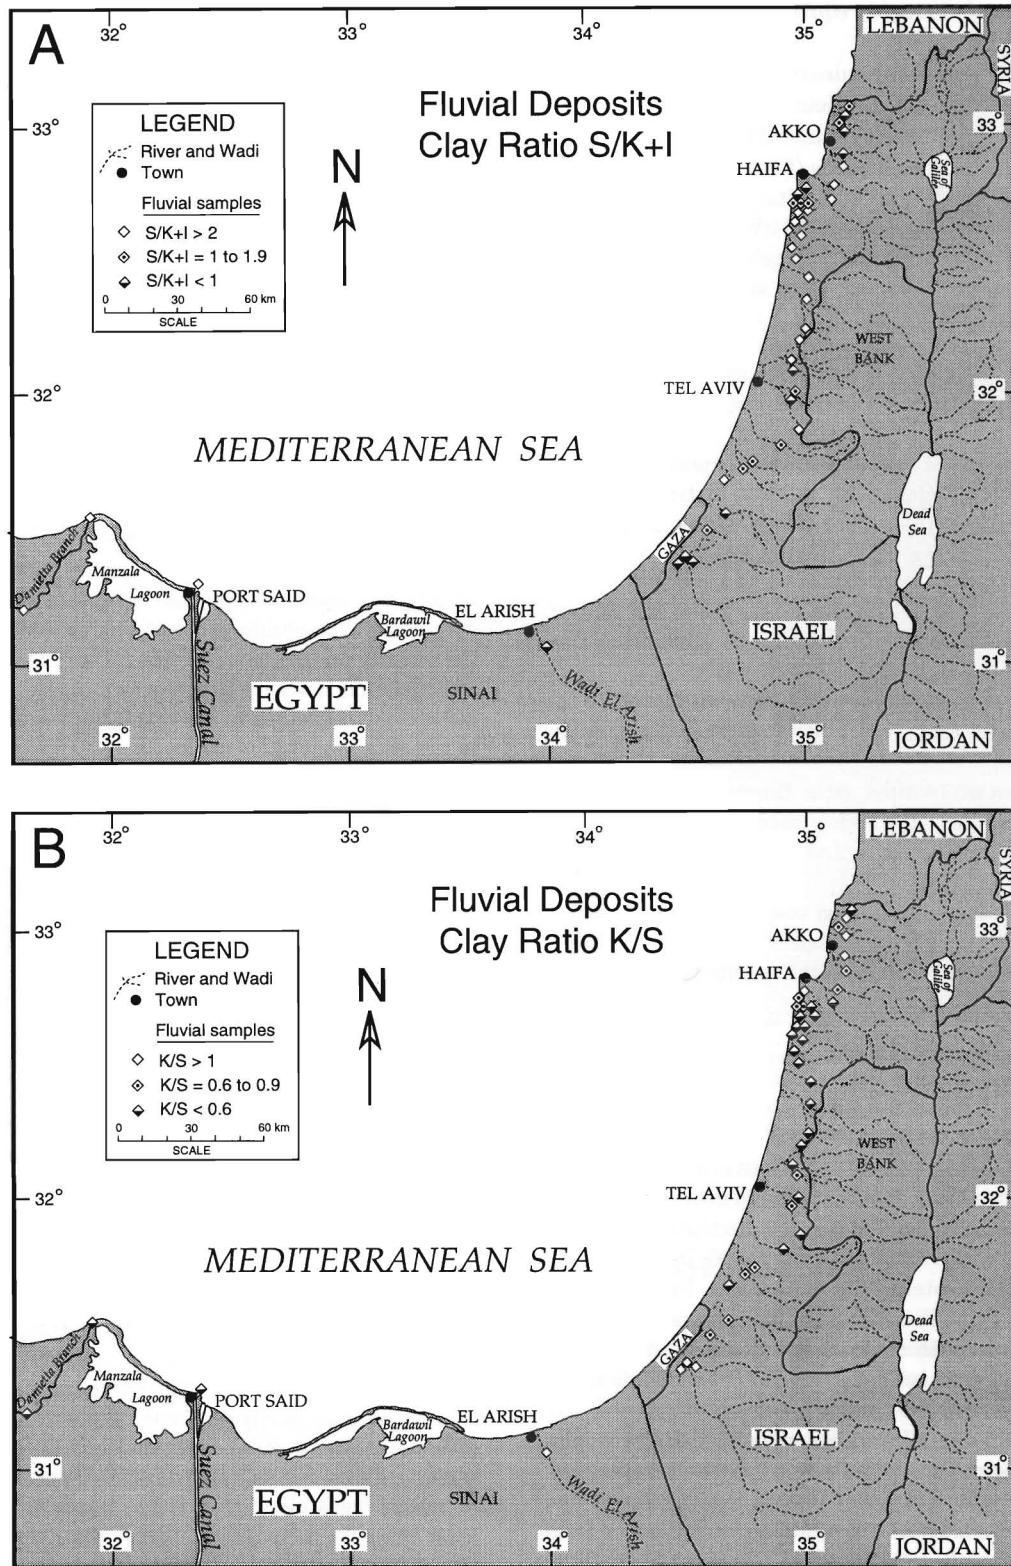 A
32°
33°
34°
35°
LEBANON
SYRIA
Fluvial Deposits
Clay Ratio S/K+I
LEGEND
River and Wadi
Town
Fluvial samples
S/K+I > 2
S/K+I = 1 to 1.9
S/K+I < 1
0 30 60 km
SCALE
N
33°
33°
AKKO
HAIFA
Sea of
Galilee
WEST
BANK
32°
TEL AVIV
32°
MEDITERRANEAN SEA
Dead
Sea
GAZA
Damietta Branch
Manzala
Lagoon
PORT SAID
Bardawil
Lagoon
EL ARISH
ISRAEL
31°
31°
Suez Canal
EGYPT
SINAI
Wadi El Arish
32°
33°
34°
35°
JORDAN
B
32°
33°
34°
35°
LEBANON
SYRIA
Fluvial Deposits
Clay Ratio K/S
LEGEND
River and Wadi
Town
Fluvial samples
K/S > 1
K/S = 0.6 to 0.9
K/S < 0.6
0 30 60 km
SCALE
N
33°
33°
AKKO
HAIFA
Sea of
Galilee
WEST
BANK
32°
TEL AVIV
32°
MEDITERRANEAN SEA
Dead
Sea
GAZA
Damietta Branch
Manzala
Lagoon
PORT SAID
Bardawil
Lagoon
EL ARISH
ISRAEL
31°
31°
Suez Canal
EGYPT
SINAI
Wadi El Arish
32°
33°
34°
35°
JORDAN